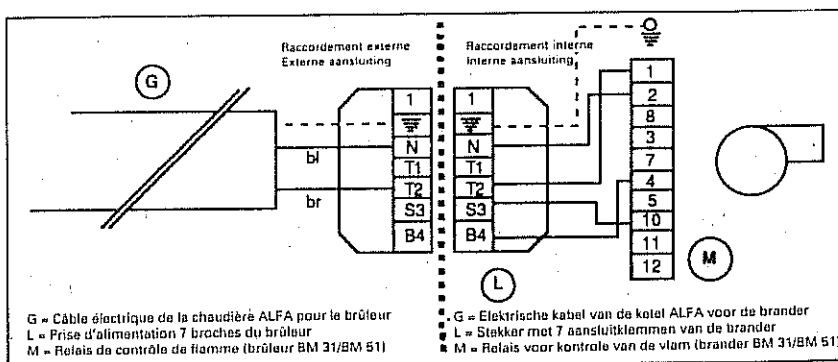 Raccordement externe
Externe aansluiting
Raccordement interne
Interne aansluiting
G
bl
br
1
N
T1
T2
S3
B4
1
N
T1
T2
S3
B4
L
1
2
8
3
7
4
5
10
11
12
M
G = Câble électrique de la chaudière ALFA pour le brûleur
L = Prise d'alimentation 7 broches du brûleur
M = Relais de contrôle de flamme (brûleur BM 31/BM 51)
G = Elektrische kabel van de ketel ALFA voor de brander
L = Stekker met 7 aansluitklemmen van de brander
M = Relais voor kontrole van de vlam (brander BM 31/BM 51)